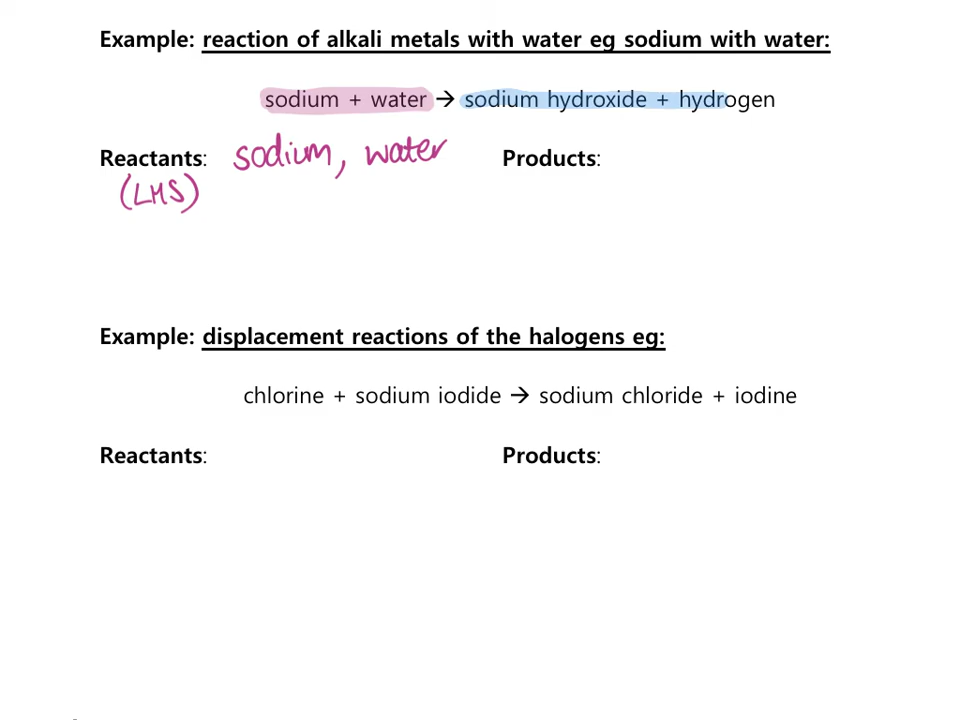 Example: reaction of alkali metals with water eg sodium with water:
sodium + water → sodium hydroxide + hydrogen
Reactants: sodium, water Products:
(LHS)
Example: displacement reactions of the halogens eg:
chlorine + sodium iodide → sodium chloride + iodine
Reactants: Products: